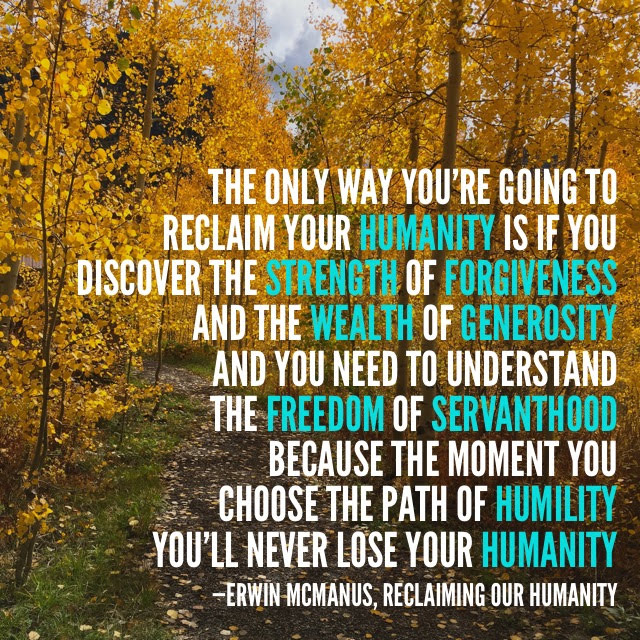 THE ONLY WAY YOU'RE GOING TO
RECLAIM YOUR HUMANITY IS IF YOU
DISCOVER THE STRENGTH OF FORGIVENESS
AND THE WEALTH OF GENEROSITY
AND YOU NEED TO UNDERSTAND
THE FREEDOM OF SERVANTHOOD
BECAUSE THE MOMENT YOU
CHOOSE THE PATH OF HUMILITY
YOU'LL NEVER LOSE YOUR HUMANITY
–ERWIN MCMANUS, RECLAIMING OUR HUMANITY